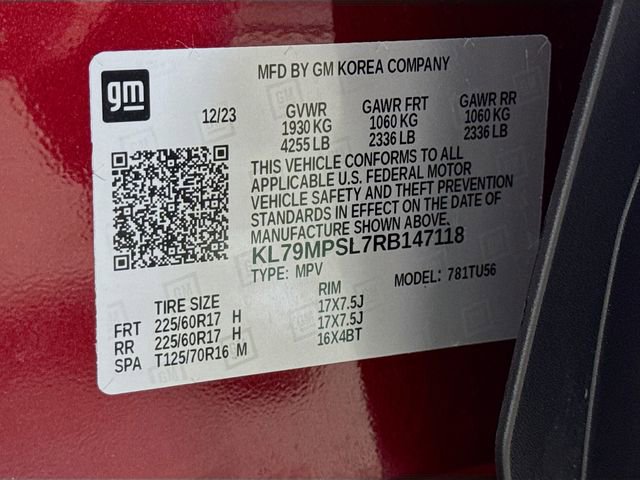 gm
MFD BY GM KOREA COMPANY
12/23
GVWR GAWR FRT GAWR RR
1930 KG 1060 KG 1060 KG
4255 LB 2336 LB 2336 LB
THIS VEHICLE CONFORMS TO ALL
APPLICABLE U.S. FEDERAL MOTOR
VEHICLE SAFETY AND THEFT PREVENTION
STANDARDS IN EFFECT ON THE DATE OF
MANUFACTURE SHOWN ABOVE.
KL79MPSL7RB147118
TYPE: MPV MODEL: 781TU56
TIRE SIZE RIM
FRT 225/60R17 H 17X7.5J
RR 225/60R17 H 17X7.5J
SPA T125/70R16 M 16X4BT